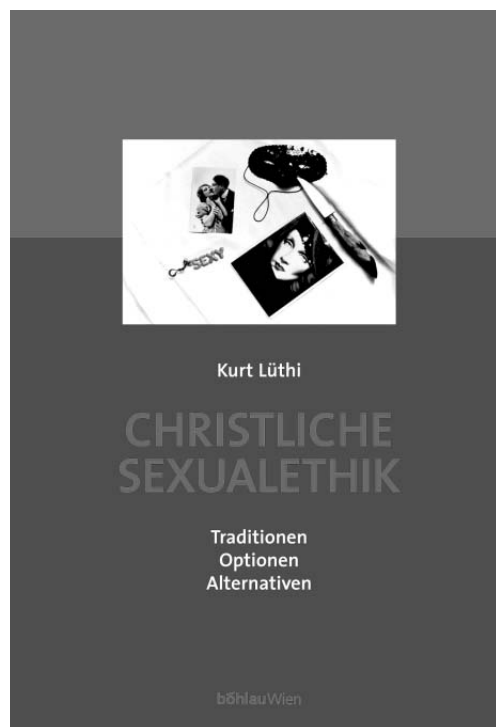 SEXY
Kurt Lüthi
CHRISTLICHE
SEXUALETHIK
Traditionen
Optionen
Alternativen
böhlauWien